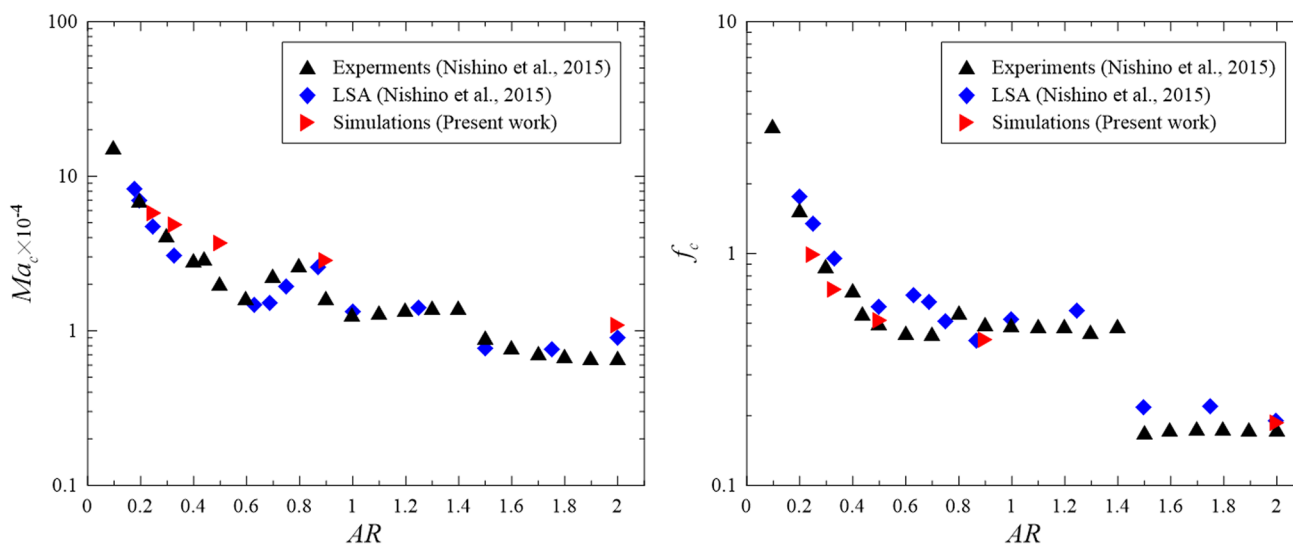 100
10
1
0.1
Ma_c×10^-4
Experments (Nishino et al., 2015)
LSA (Nishino et al., 2015)
Simulations (Present work)
0 0.2 0.4 0.6 0.8 1 1.2 1.4 1.6 1.8 2
AR
10
1
0.1
f_c
Experiments (Nishino et al., 2015)
LSA (Nishino et al., 2015)
Simulations (Present work)
0 0.2 0.4 0.6 0.8 1 1.2 1.4 1.6 1.8 2
AR